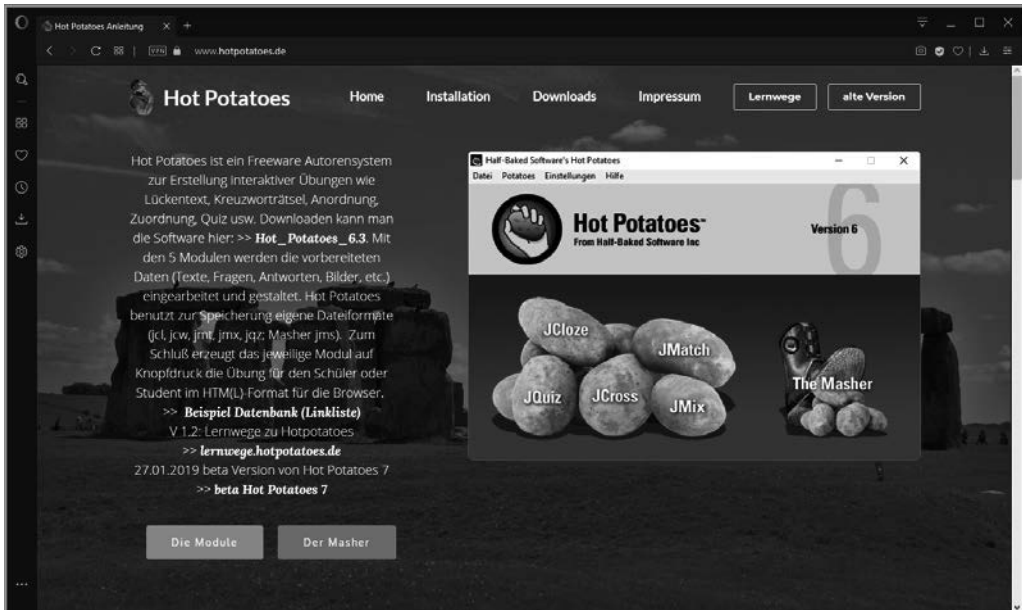 Hot Potatoes Anleitung
VPN
www.hotpotatoes.de
Hot Potatoes
Home
Installation
Downloads
Impressum
Lernwege
alte Version
Hot Potatoes ist ein Freeware Autorensystem
zur Erstellung interaktiver Übungen wie
Lückentext, Kreuzworträtsel, Anordnung,
Zuordnung, Quiz usw. Downloaden kann man
die Software hier: >> Hot_Potatoes_6.3. Mit
den 5 Modulen werden die vorbereiteten
Daten (Texte, Fragen, Antworten, Bilder, etc.)
eingearbeitet und gestaltet. Hot Potatoes
benutzt zur Speicherung eigene Dateiformate
(jcl, jcw, jmt, jmx, jqz; Masher jms). Zum
Schluß erzeugt das jeweilige Modul auf
Knopfdruck die Übung für den Schüler oder
Student im HTM(L)-Format für die Browser.
>> Beispiel Datenbank (Linkliste)
V 1.2: Lernwege zu Hotpotatoes
>> lernwege.hotpotatoes.de
27.01.2019 beta Version von Hot Potatoes 7
>> beta Hot Potatoes 7
Die Module
Der Masher
Half-Baked Software's Hot Potatoes
Datei Potatoes Einstellungen Hilfe
Hot Potatoes™
From Half-Baked Software Inc
Version 6
6
JCloze
JMatch
JQuiz
JCross
JMix
The Masher